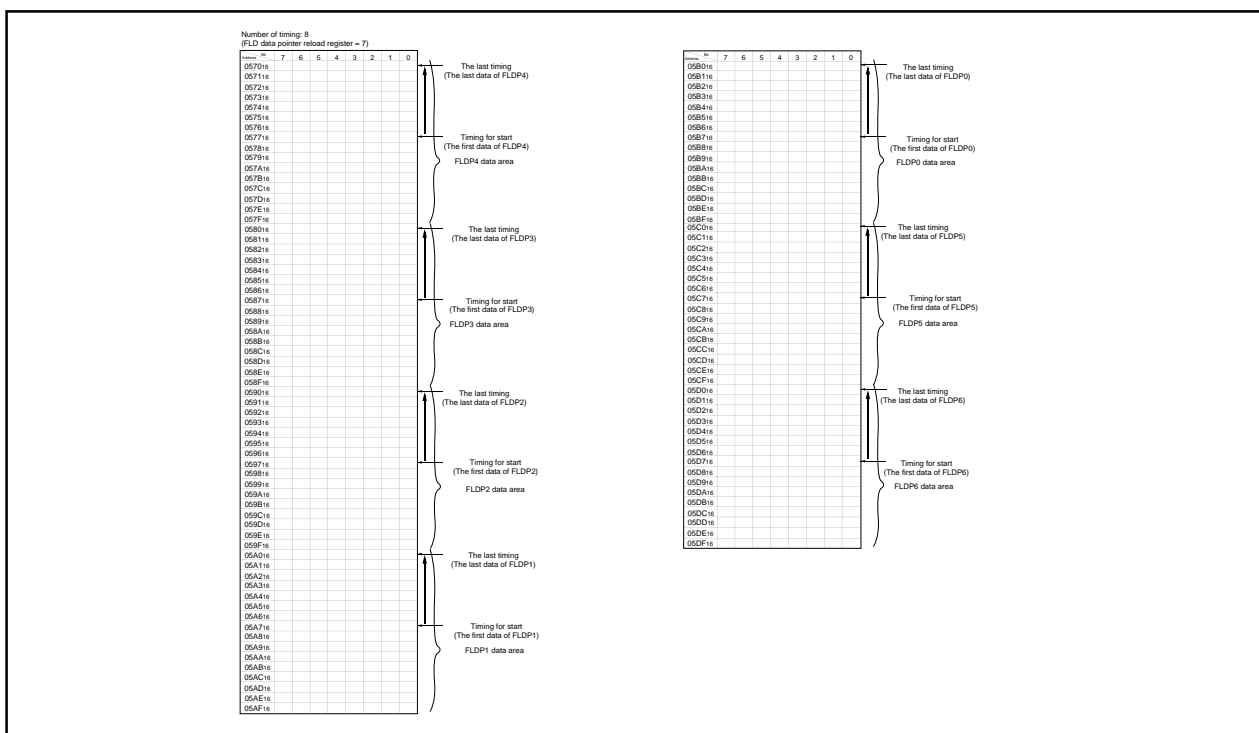 Number of timing: 8
(FLD data pointer reload register = 7)
Bit
Address 7 6 5 4 3 2 1 0
057016
057116
057216
057316
057416
057516
057616
057716
057816
057916
057A16
057B16
057C16
057D16
057E16
057F16
058016
058116
058216
058316
058416
058516
058616
058716
058816
058916
058A16
058B16
058C16
058D16
058E16
058F16
059016
059116
059216
059316
059416
059516
059616
059716
059816
059916
059A16
059B16
059C16
059D16
059E16
059F16
05A016
05A116
05A216
05A316
05A416
05A516
05A616
05A716
05A816
05A916
05AA16
05AB16
05AC16
05AD16
05AE16
05AF16
The last timing
(The last data of FLDP4)
Timing for start
(The first data of FLDP4)
FLDP4 data area
The last timing
(The last data of FLDP3)
Timing for start
(The first data of FLDP3)
FLDP3 data area
The last timing
(The last data of FLDP2)
Timing for start
(The first data of FLDP2)
FLDP2 data area
The last timing
(The last data of FLDP1)
Timing for start
(The first data of FLDP1)
FLDP1 data area
Bit
Address 7 6 5 4 3 2 1 0
05B016
05B116
05B216
05B316
05B416
05B516
05B616
05B716
05B816
05B916
05BA16
05BB16
05BC16
05BD16
05BE16
05BF16
05C016
05C116
05C216
05C316
05C416
05C516
05C616
05C716
05C816
05C916
05CA16
05CB16
05CC16
05CD16
05CE16
05CF16
05D016
05D116
05D216
05D316
05D416
05D516
05D616
05D716
05D816
05D916
05DA16
05DB16
05DC16
05DD16
05DE16
05DF16
The last timing
(The last data of FLDP0)
Timing for start
(The first data of FLDP0)
FLDP0 data area
The last timing
(The last data of FLDP5)
Timing for start
(The first data of FLDP5)
FLDP5 data area
The last timing
(The last data of FLDP6)
Timing for start
(The first data of FLDP6)
FLDP6 data area